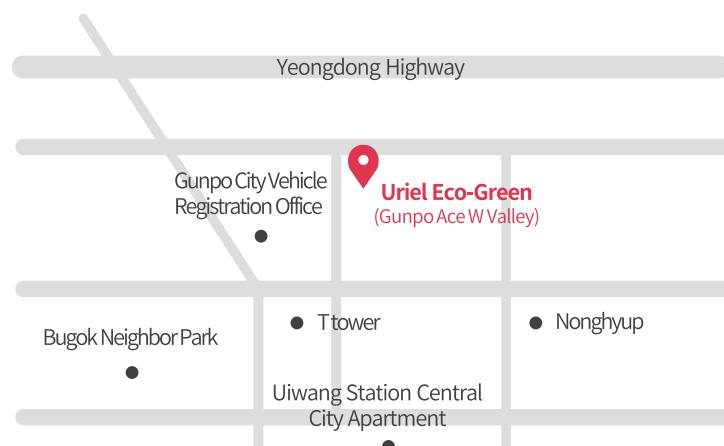 Yeongdong Highway
Gunpo City Vehicle
Registration Office
Uriel Eco-Green
(Gunpo Ace W Valley)
T tower
Nonghyup
Bugok Neighbor Park
Uiwang Station Central
City Apartment